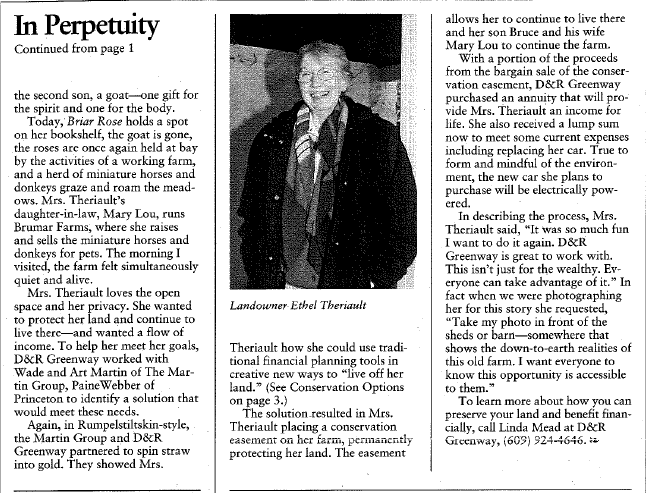 In Perpetuity
Continued from page 1
the second son, a goat—one gift for
the spirit and one for the body.
Today, Briar Rose holds a spot
on her bookshelf, the goat is gone,
the roses are once again held at bay
by the activities of a working farm,
and a herd of miniature horses and
donkeys graze and roam the mead-
ows. Mrs. Theriault's
daughter-in-law, Mary Lou, runs
Brumar Farms, where she raises
and sells the miniature horses and
donkeys for pets. The morning I
visited, the farm felt simultaneously
quiet and alive.
Mrs. Theriault loves the open
space and her privacy. She wanted
to protect her land and continue to
live there—and wanted a flow of
income. To help her meet her goals,
D&R Greenway worked with
Wade and Art Martin of The Mar-
tin Group, PaineWebber of
Princeton to identify a solution that
would meet these needs.
Again, in Rumpelstiltskin-style,
the Martin Group and D&R
Greenway partnered to spin straw
into gold. They showed Mrs.
Landowner Ethel Theriault
Theriault how she could use tradi-
tional financial planning tools in
creative new ways to "live off her
land." (See Conservation Options
on page 3.)
The solution resulted in Mrs.
Theriault placing a conservation
easement on her farm, permanently
protecting her land. The easement
allows her to continue to live there
and her son Bruce and his wife
Mary Lou to continue the farm.
With a portion of the proceeds
from the bargain sale of the conser-
vation easement, D&R Greenway
purchased an annuity that will pro-
vide Mrs. Theriault an income for
life. She also received a lump sum
now to meet some current expenses
including replacing her car. True to
form and mindful of the environ-
ment, the new car she plans to
purchase will be electrically pow-
ered.
In describing the process, Mrs.
Theriault said, "It was so much fun
I want to do it again. D&R
Greenway is great to work with.
This isn't just for the wealthy. Ev-
eryone can take advantage of it." In
fact when we were photographing
her for this story she requested,
"Take my photo in front of the
sheds or barn—somewhere that
shows the down-to-earth realities of
this old farm. I want everyone to
know this opportunity is accessible
to them."
To learn more about how you can
preserve your land and benefit finan-
cially, call Linda Mead at D&R
Greenway, (609) 924-4646.